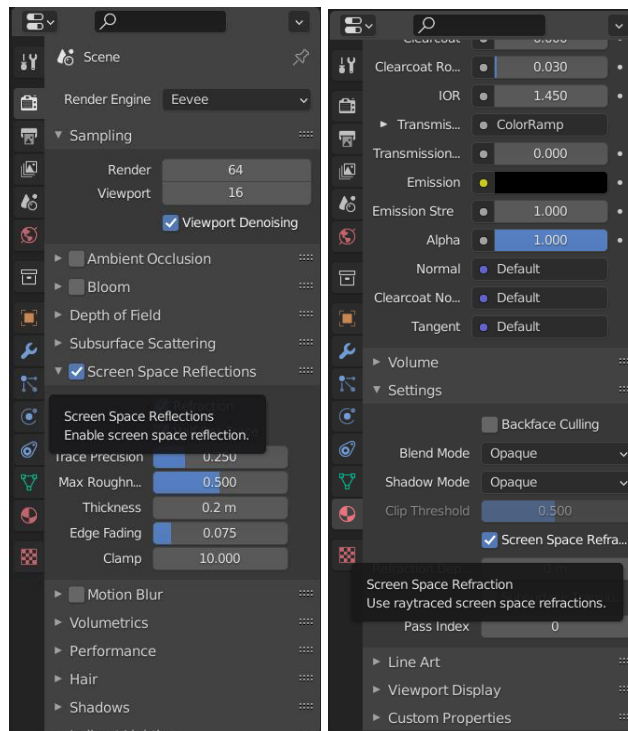 Scene
Render Engine Eevee
Sampling
Render 64
Viewport 16
Viewport Denoising
Ambient Occlusion
Bloom
Depth of Field
Subsurface Scattering
Screen Space Reflections
Screen Space Reflections
Enable screen space reflection.
Trace Precision 0.250
Max Roughn... 0.500
Thickness 0.2 m
Edge Fading 0.075
Clamp 10.000
Motion Blur
Volumetrics
Performance
Hair
Shadows
Clearcoat 0.000
Clearcoat Ro... 0.030
IOR 1.450
Transmis... ColorRamp
Transmission... 0.000
Emission
Emission Stre 1.000
Alpha 1.000
Normal Default
Clearcoat No... Default
Tangent Default
Volume
Settings
Backface Culling
Blend Mode Opaque
Shadow Mode Opaque
Clip Threshold 0.500
Screen Space Refra...
Screen Space Refraction
Use raytraced screen space refractions.
Pass Index 0
Line Art
Viewport Display
Custom Properties